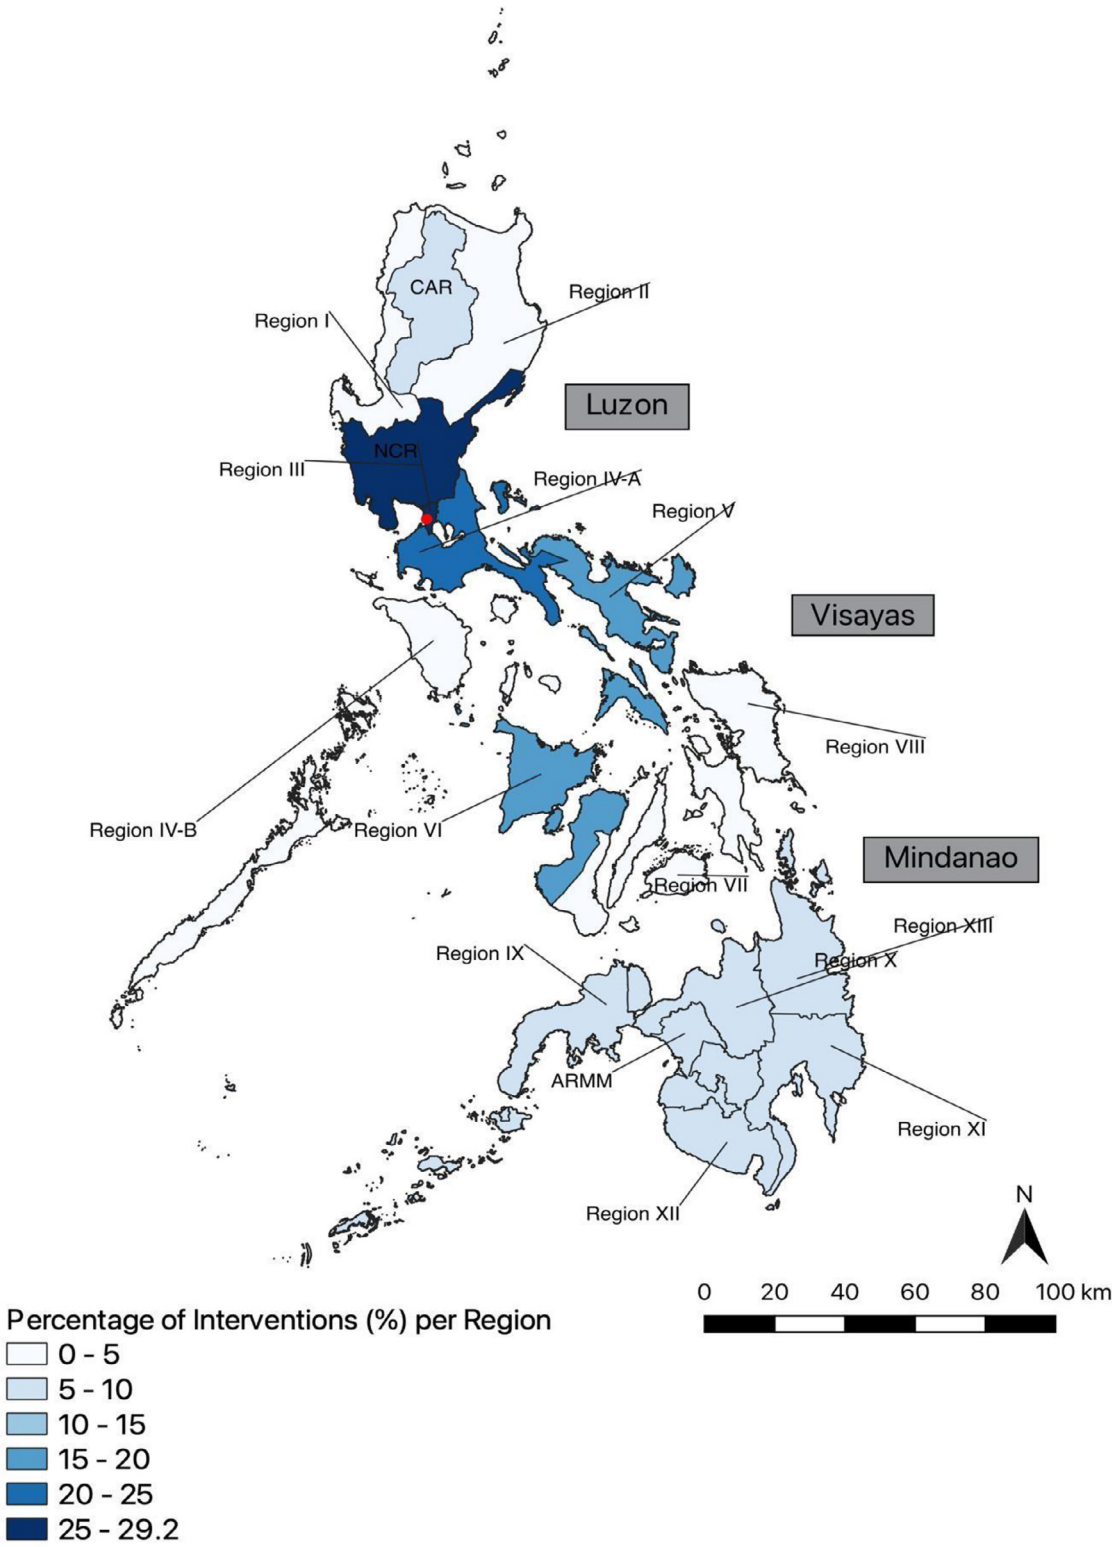 CAR
Region II
Region I
Luzon
NCR
Region III
Region IV-A
Region V
Visayas
Region VIII
Region IV-B
Region VI
Mindanao
Region VII
Region XIII
Region IX
Region X
ARMM
Region XI
N
Region XII
0 20 40 60 80 100 km
Percentage of Interventions (%) per Region
0 - 5
5 - 10
10 - 15
15 - 20
20 - 25
25 - 29.2